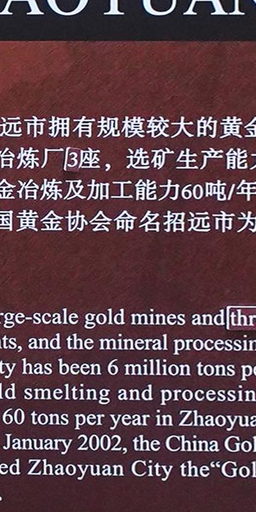 AOYUAN
远市拥有规模较大的黄金
冶炼厂3座，选矿生产能力
金冶炼及加工能力60吨/年
国黄金协会命名招远市为
rge-scale gold mines and thr
nts, and the mineral processin
ty has been 6 million tons pe
ld smelting and processin
60 tons per year in Zhaoyua
January 2002, the China Gol
ed Zhaoyuan City the“Gol
.